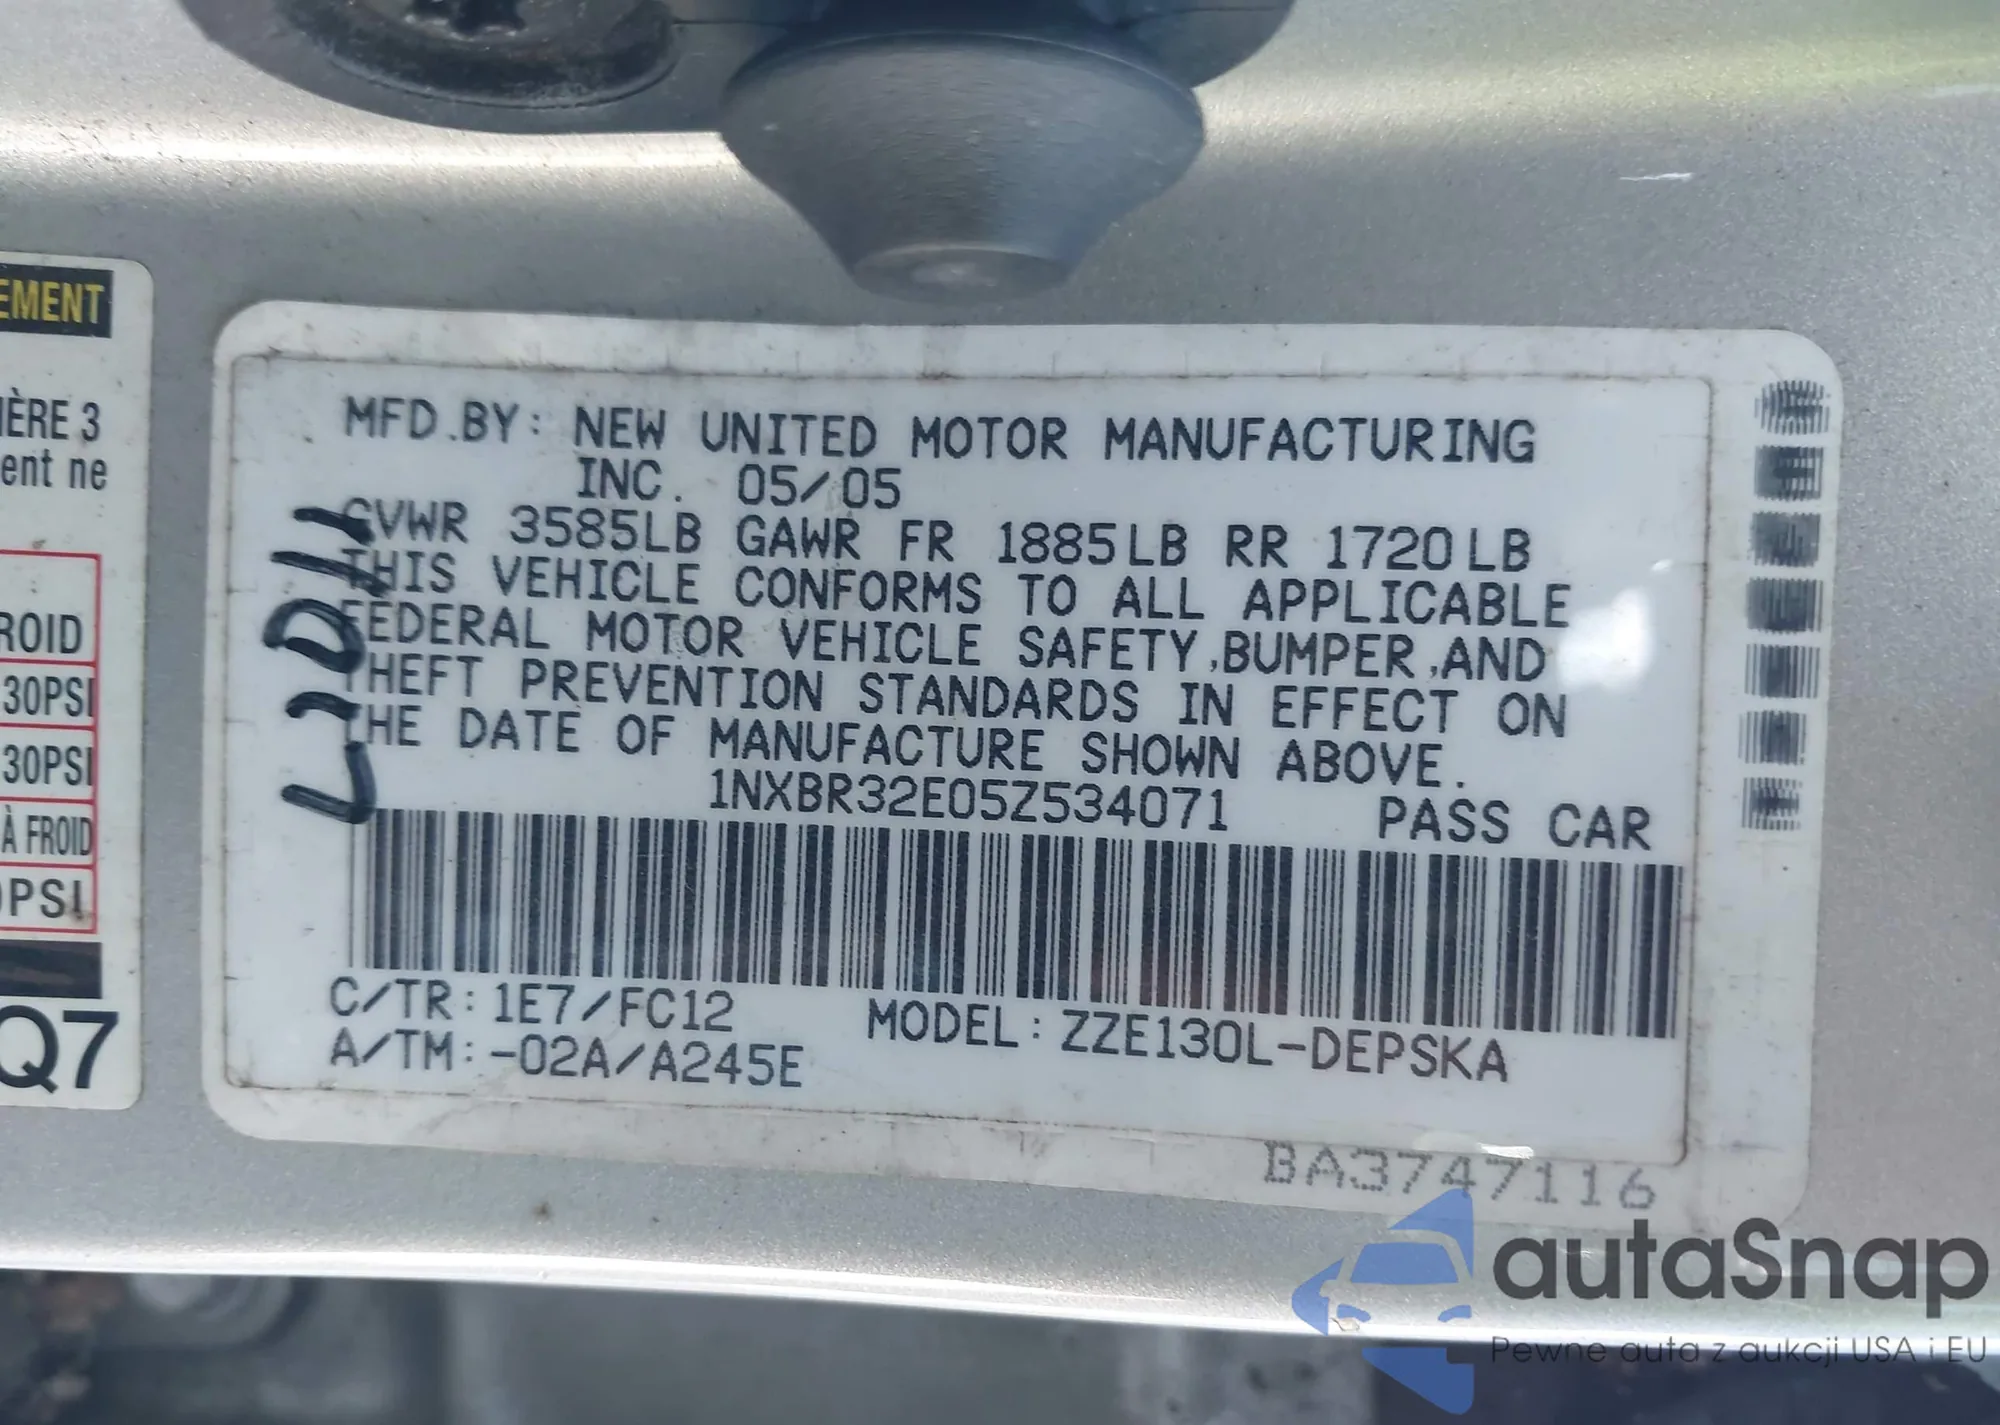 EMENT
IÈRE 3
ent ne
ROID
30PSI
30PSI
À FROID
0PSI
Q7
MFD.BY: NEW UNITED MOTOR MANUFACTURING
INC. 05/05
GVWR 3585LB GAWR FR 1885LB RR 1720LB
THIS VEHICLE CONFORMS TO ALL APPLICABLE
FEDERAL MOTOR VEHICLE SAFETY,BUMPER,AND
THEFT PREVENTION STANDARDS IN EFFECT ON
THE DATE OF MANUFACTURE SHOWN ABOVE.
1NXBR32E05Z534071 PASS CAR
C/TR: 1E7/FC12
A/TM: -02A/A245E
MODEL: ZZE130L-DEPSKA
BA3747116
autaSnap
Pewne auta z aukcji USA i EU